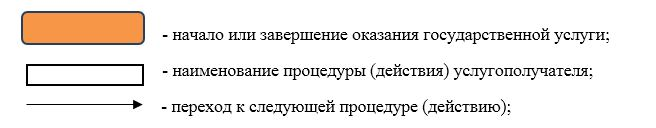 - начало или завершение оказания государственной услуги;
- наименование процедуры (действия) услугополучателя;
- переход к следующей процедуре (действию);